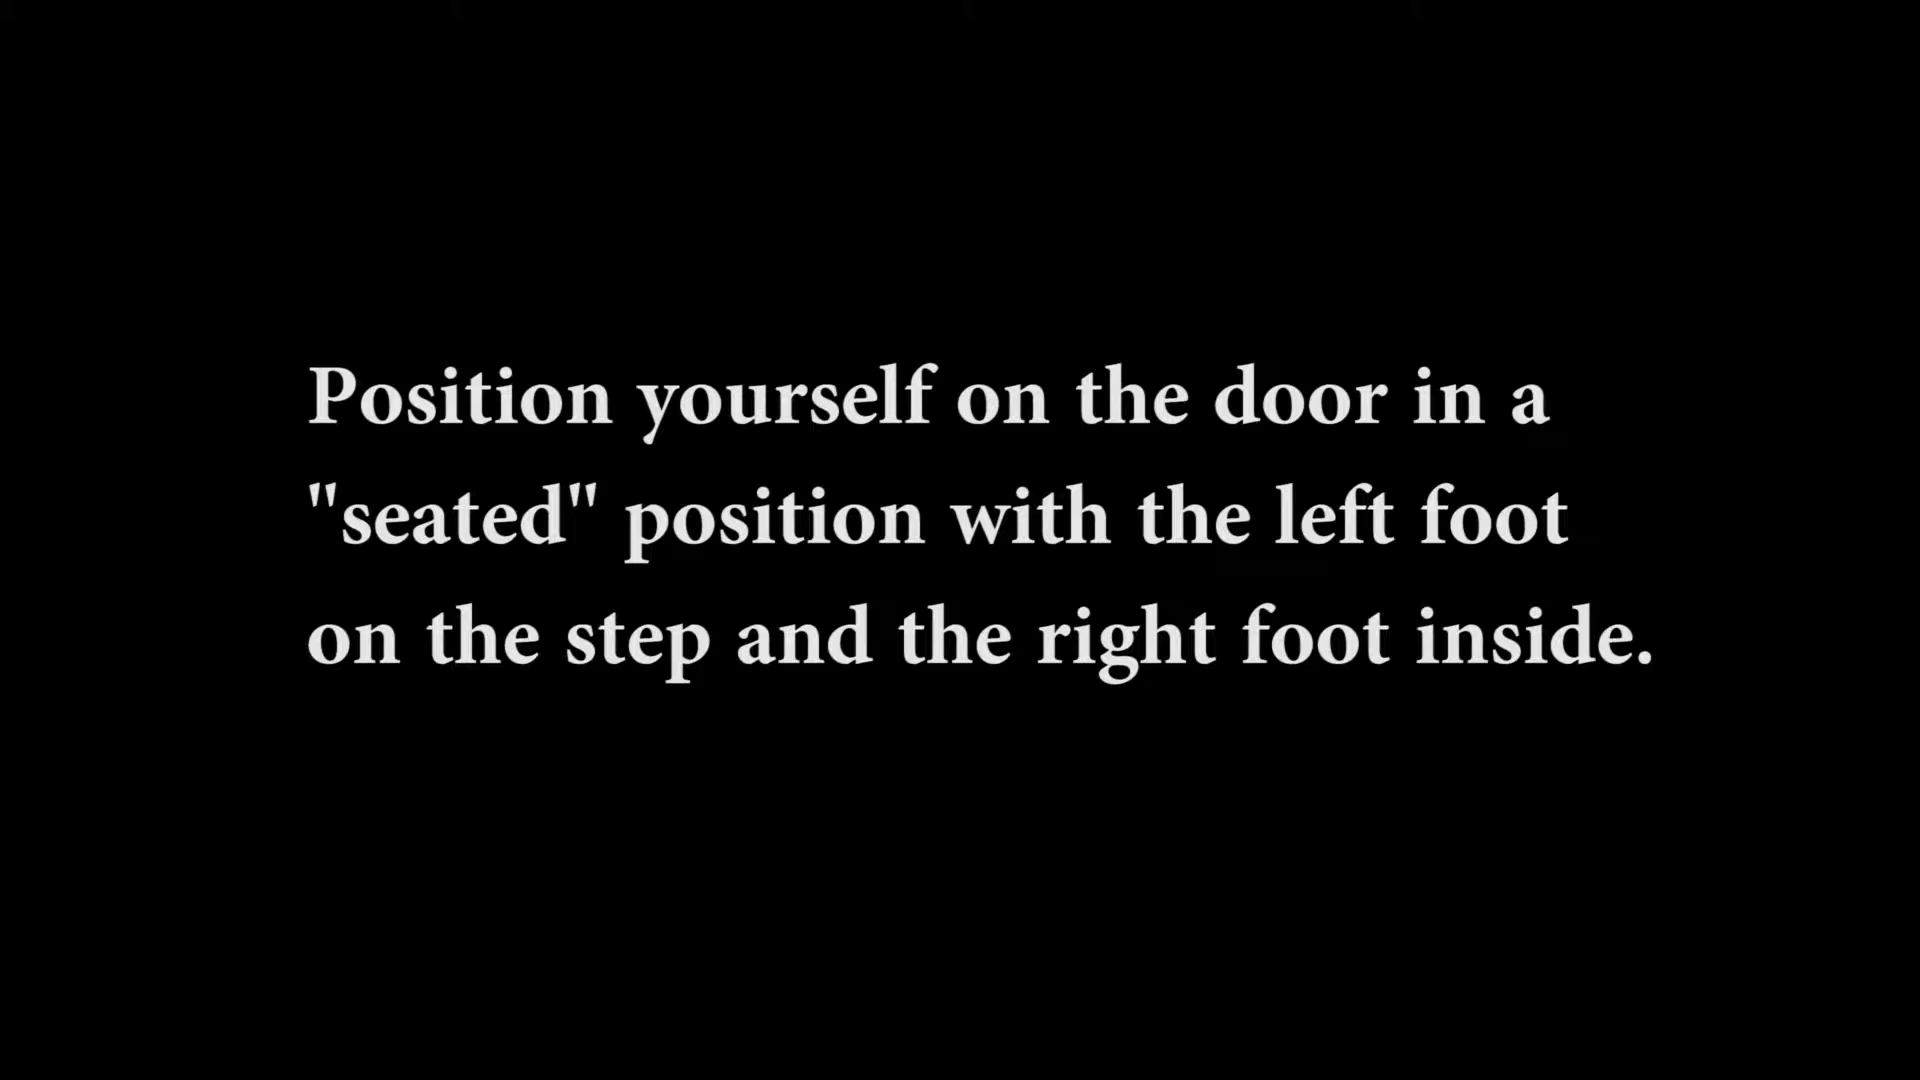 Position yourself on the door in a
"seated" position with the left foot
on the step and the right foot inside.